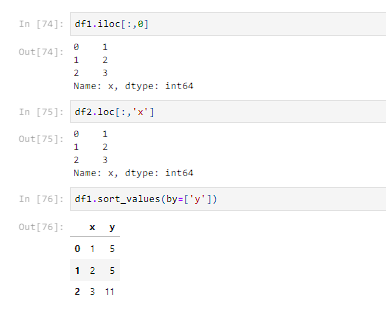 In [74]: df1.iloc[:,0]
Out[74]: 0    1
1    2
2    3
Name: x, dtype: int64
In [75]: df2.loc[:,'x']
Out[75]: 0    1
1    2
2    3
Name: x, dtype: int64
In [76]: df1.sort_values(by=['y'])
Out[76]:
x y
0 1 5
1 2 5
2 3 11